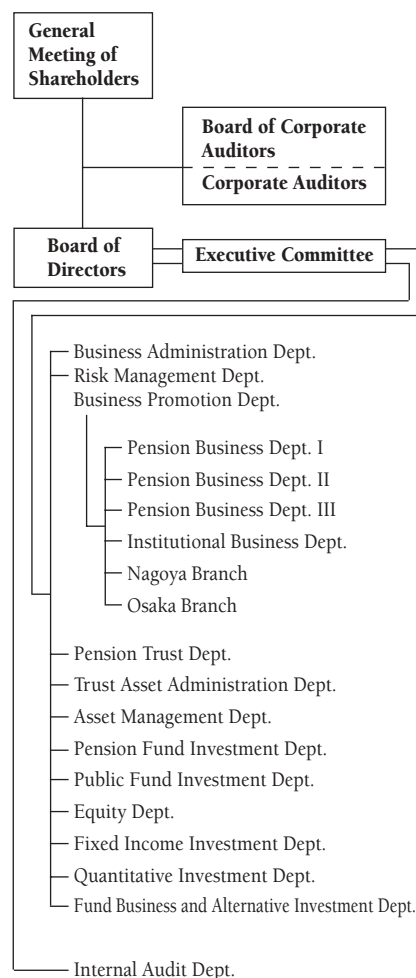 General
Meeting of
Shareholders
Board of Corporate
Auditors
Corporate Auditors
Board of
Directors
Executive Committee
Business Administration Dept.
Risk Management Dept.
Business Promotion Dept.
Pension Business Dept. I
Pension Business Dept. II
Pension Business Dept. III
Institutional Business Dept.
Nagoya Branch
Osaka Branch
Pension Trust Dept.
Trust Asset Administration Dept.
Asset Management Dept.
Pension Fund Investment Dept.
Public Fund Investment Dept.
Equity Dept.
Fixed Income Investment Dept.
Quantitative Investment Dept.
Fund Business and Alternative Investment Dept.
Internal Audit Dept.